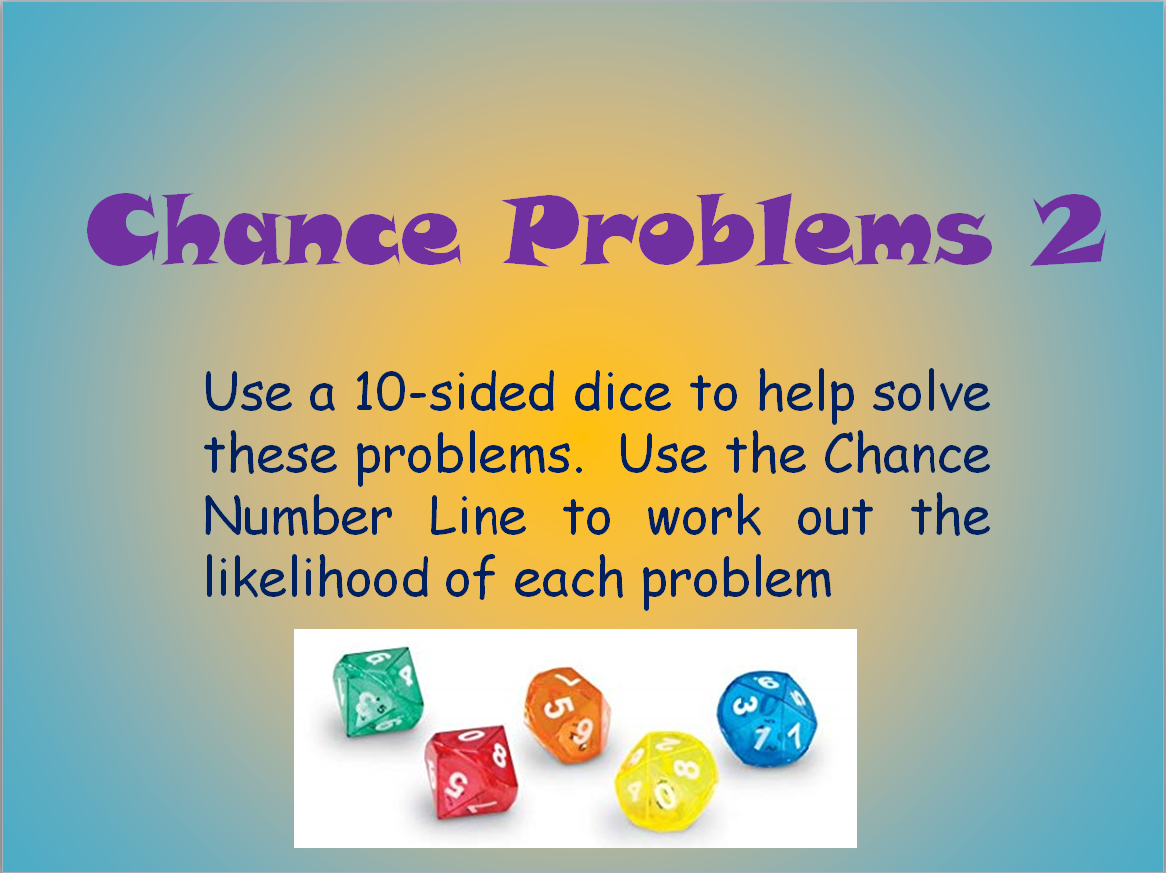 Chance Problems 2
Use a 10-sided dice to help solve
these problems.  Use the Chance
Number Line to work out the
likelihood of each problem